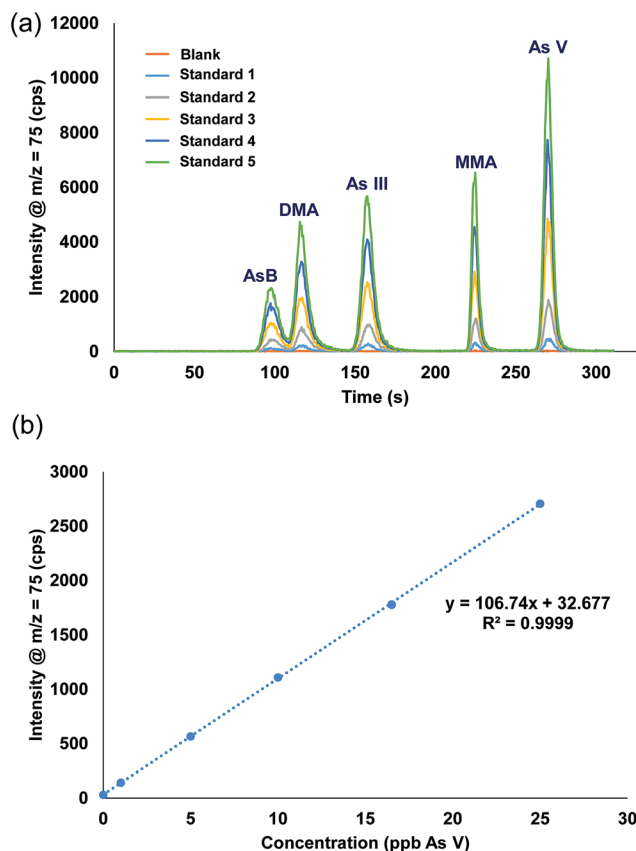 (a)
12000
10000
8000
6000
4000
2000
0
Intensity @ m/z = 75 (cps)
Blank
Standard 1
Standard 2
Standard 3
Standard 4
Standard 5
AsB
DMA
As III
MMA
As V
0
50
100
150
200
250
300
Time (s)
(b)
3000
2500
2000
1500
1000
500
0
Intensity @ m/z = 75 (cps)
y = 106.74x + 32.677
R² = 0.9999
0
5
10
15
20
25
30
Concentration (ppb As V)